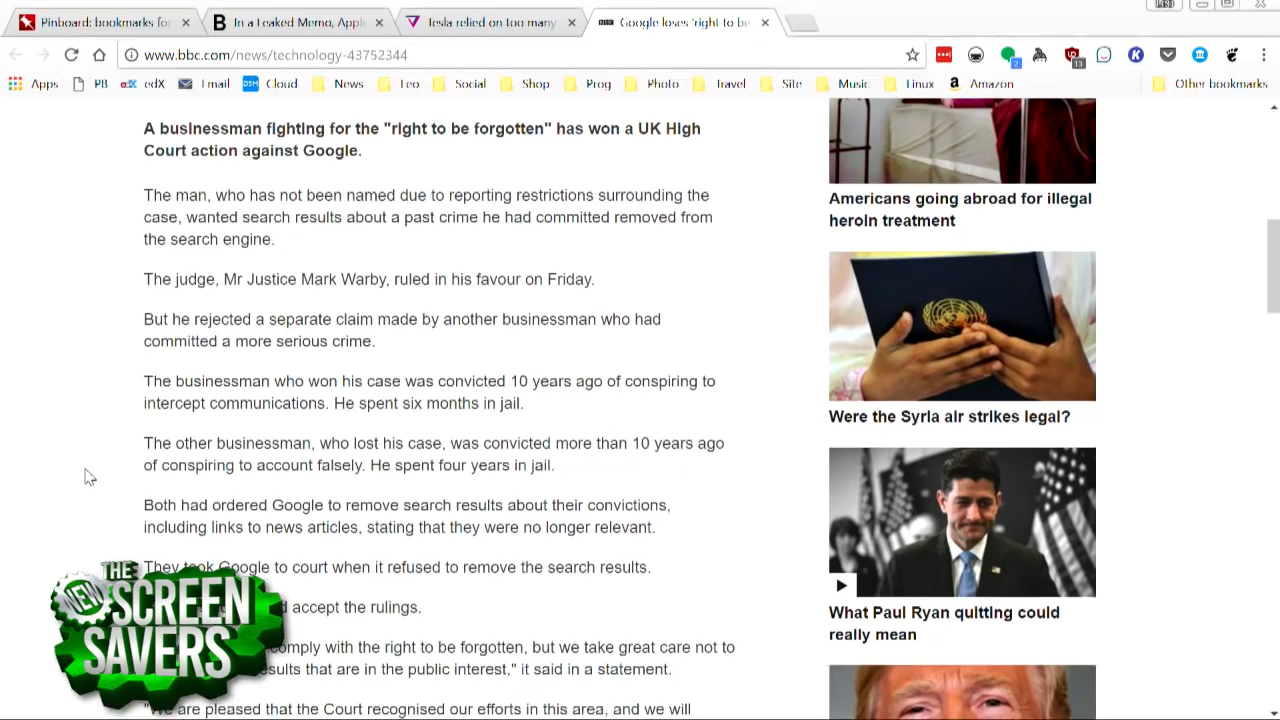 Pinboard: bookmarks for
In a Leaked Memo, Apple
Tesla relied on too many
BBC
Google loses 'right to be
www.bbc.com/news/technology-43752344
2
13
Apps PB edX Email Cloud News Leo Social Shop Prog Photo Travel Site Music Linux Amazon Other bookmarks
A businessman fighting for the "right to be forgotten" has won a UK High
Court action against Google.
The man, who has not been named due to reporting restrictions surrounding the
case, wanted search results about a past crime he had committed removed from
the search engine.
The judge, Mr Justice Mark Warby, ruled in his favour on Friday.
But he rejected a separate claim made by another businessman who had
committed a more serious crime.
The businessman who won his case was convicted 10 years ago of conspiring to
intercept communications. He spent six months in jail.
The other businessman, who lost his case, was convicted more than 10 years ago
of conspiring to account falsely. He spent four years in jail.
Both had ordered Google to remove search results about their convictions,
including links to news articles, stating that they were no longer relevant.
They took Google to court when it refused to remove the search results.
accept the rulings.
comply with the right to be forgotten, but we take great care not to
results that are in the public interest," it said in a statement.
"We are pleased that the Court recognised our efforts in this area, and we will
Americans going abroad for illegal
heroin treatment
Were the Syria air strikes legal?
What Paul Ryan quitting could
really mean
THE
NEW
SCREEN
SAVERS